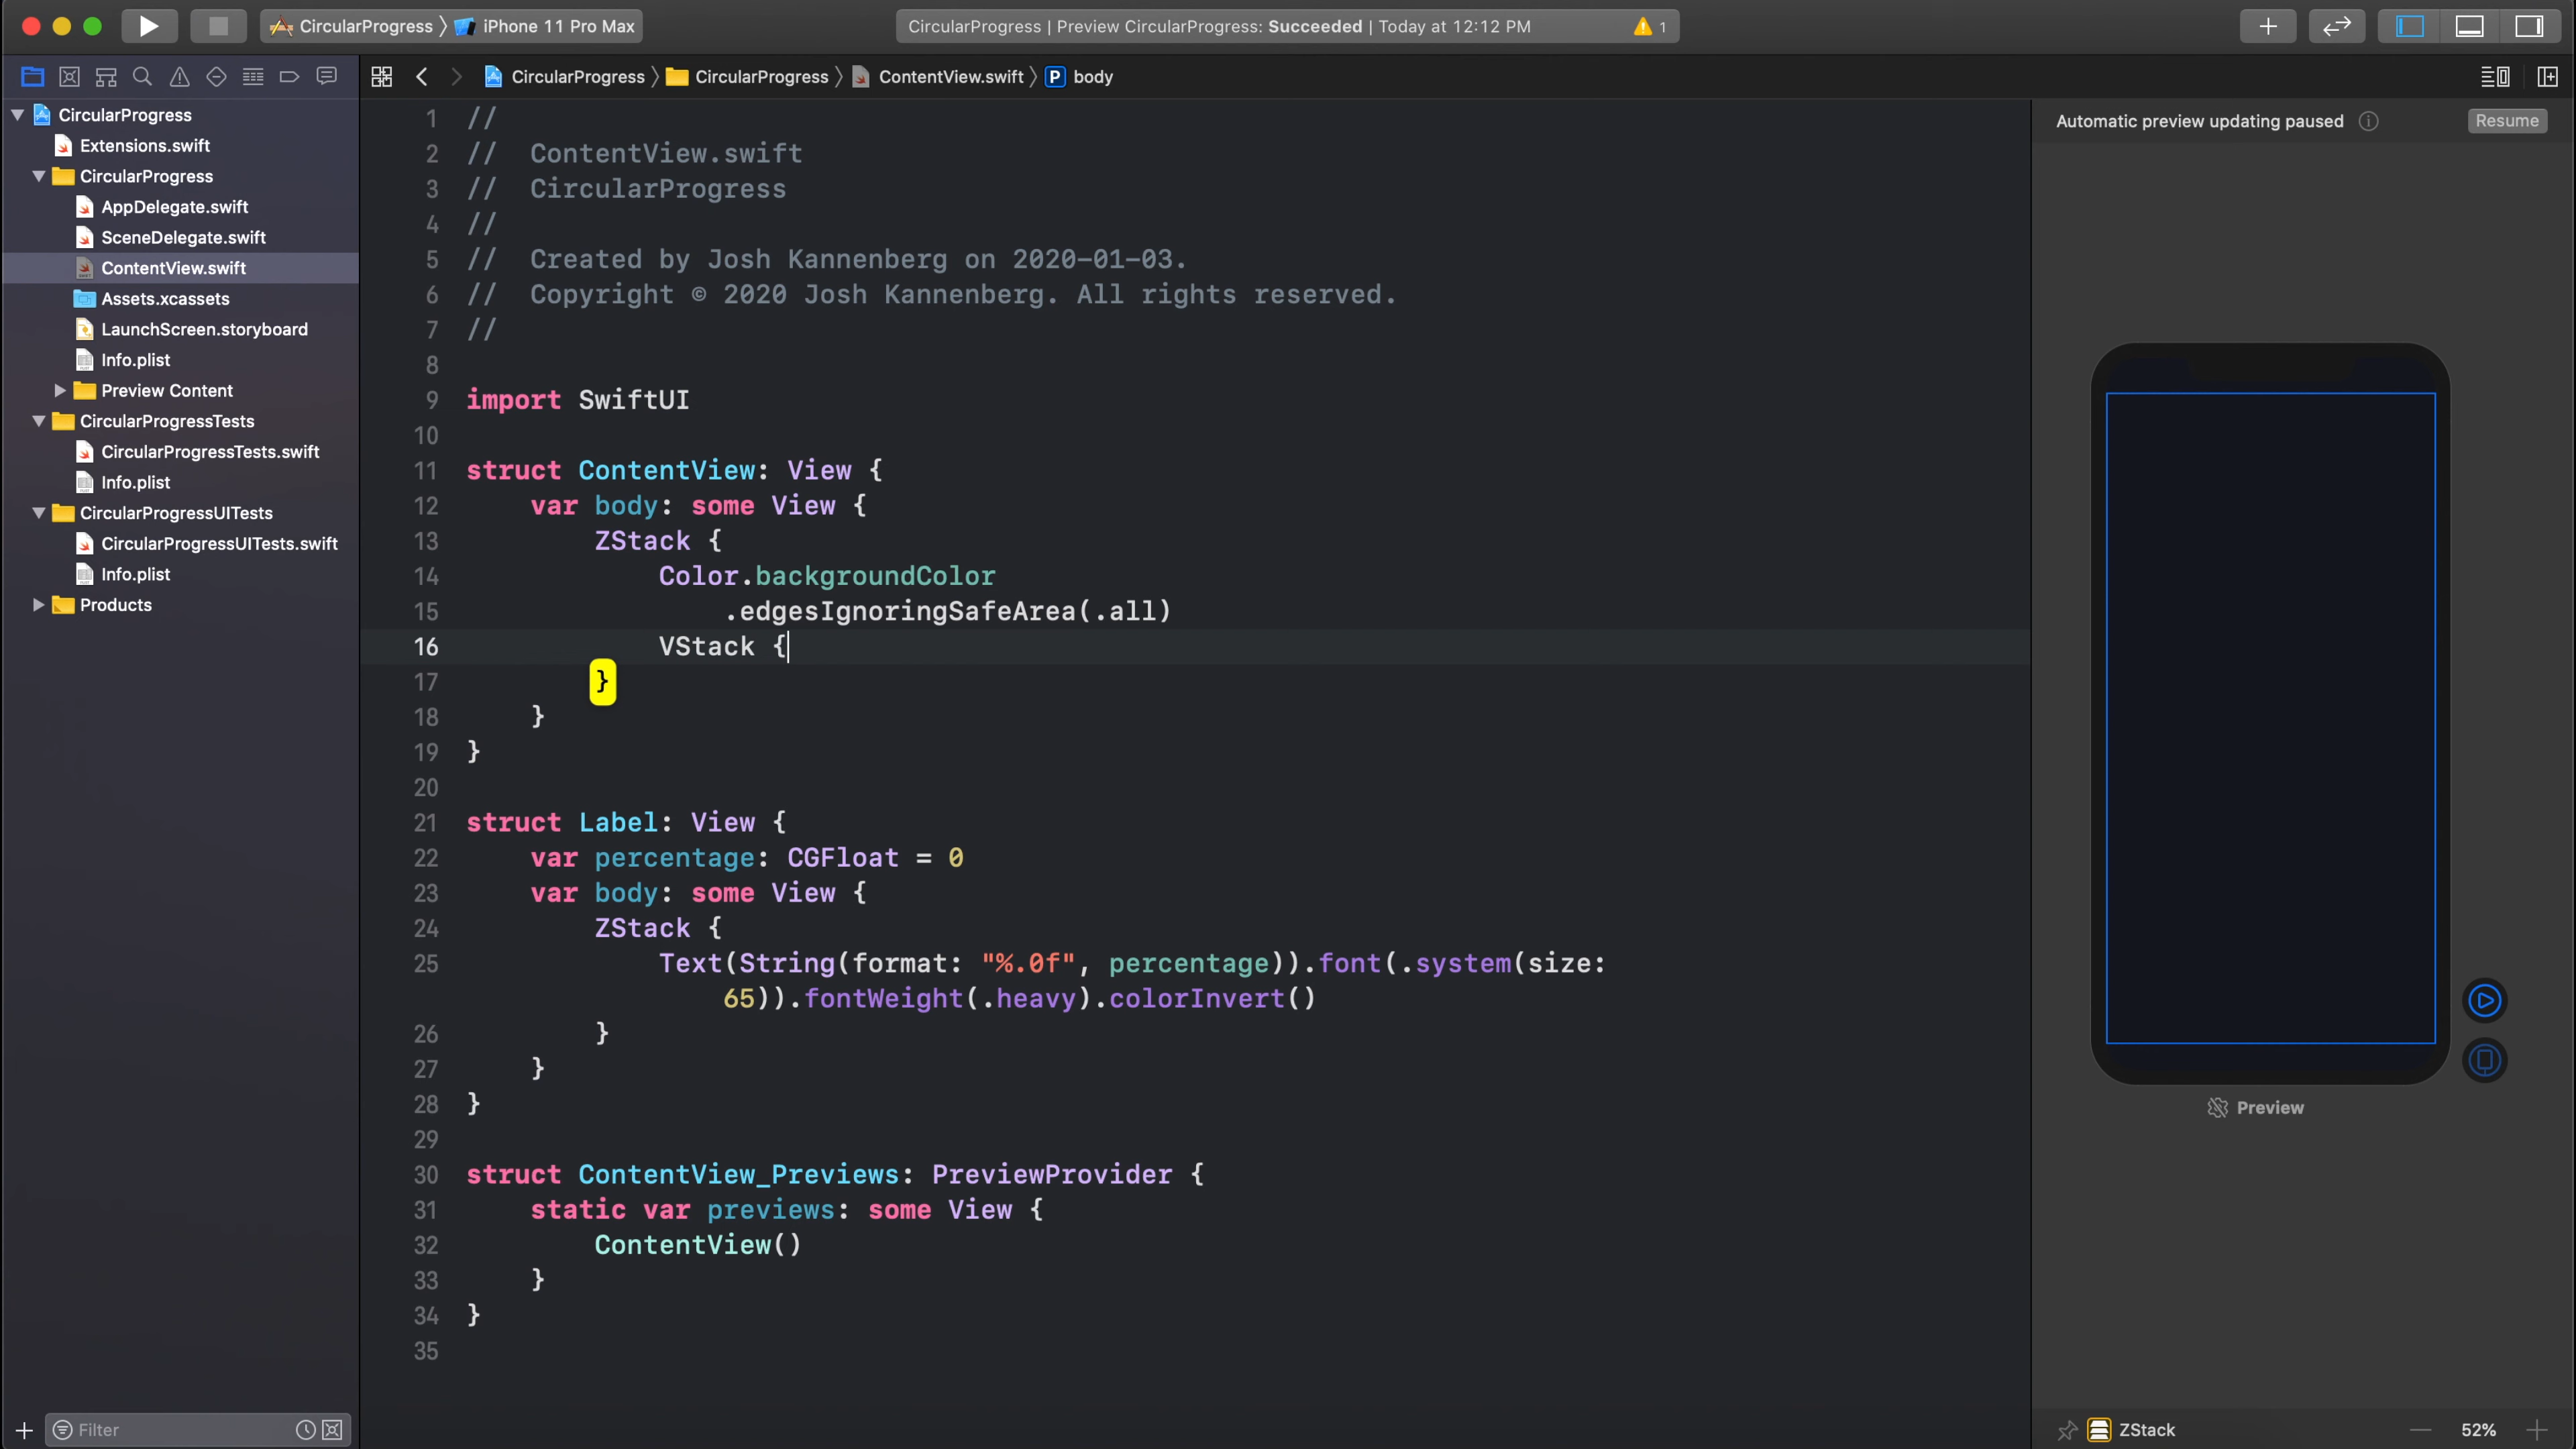 CircularProgress 〉 iPhone 11 Pro Max
CircularProgress | Preview CircularProgress: Succeeded | Today at 12:12 PM
1
CircularProgress 〉 CircularProgress 〉 ContentView.swift 〉 P body
CircularProgress
Extensions.swift
CircularProgress
AppDelegate.swift
SceneDelegate.swift
ContentView.swift
Assets.xcassets
LaunchScreen.storyboard
Info.plist
Preview Content
CircularProgressTests
CircularProgressTests.swift
Info.plist
CircularProgressUITests
CircularProgressUITests.swift
Info.plist
Products
Filter
1 //
2 //  ContentView.swift
3 //  CircularProgress
4 //
5 //  Created by Josh Kannenberg on 2020-01-03.
6 //  Copyright © 2020 Josh Kannenberg. All rights reserved.
7 //
8
9 import SwiftUI
10
11 struct ContentView: View {
12     var body: some View {
13         ZStack {
14             Color.backgroundColor
15                 .edgesIgnoringSafeArea(.all)
16             VStack {
17         }
18     }
19 }
20
21 struct Label: View {
22     var percentage: CGFloat = 0
23     var body: some View {
24         ZStack {
25             Text(String(format: "%.0f", percentage)).font(.system(size:
                65)).fontWeight(.heavy).colorInvert()
26         }
27     }
28 }
29
30 struct ContentView_Previews: PreviewProvider {
31     static var previews: some View {
32         ContentView()
33     }
34 }
35
Automatic preview updating paused
Resume
Preview
ZStack
52%